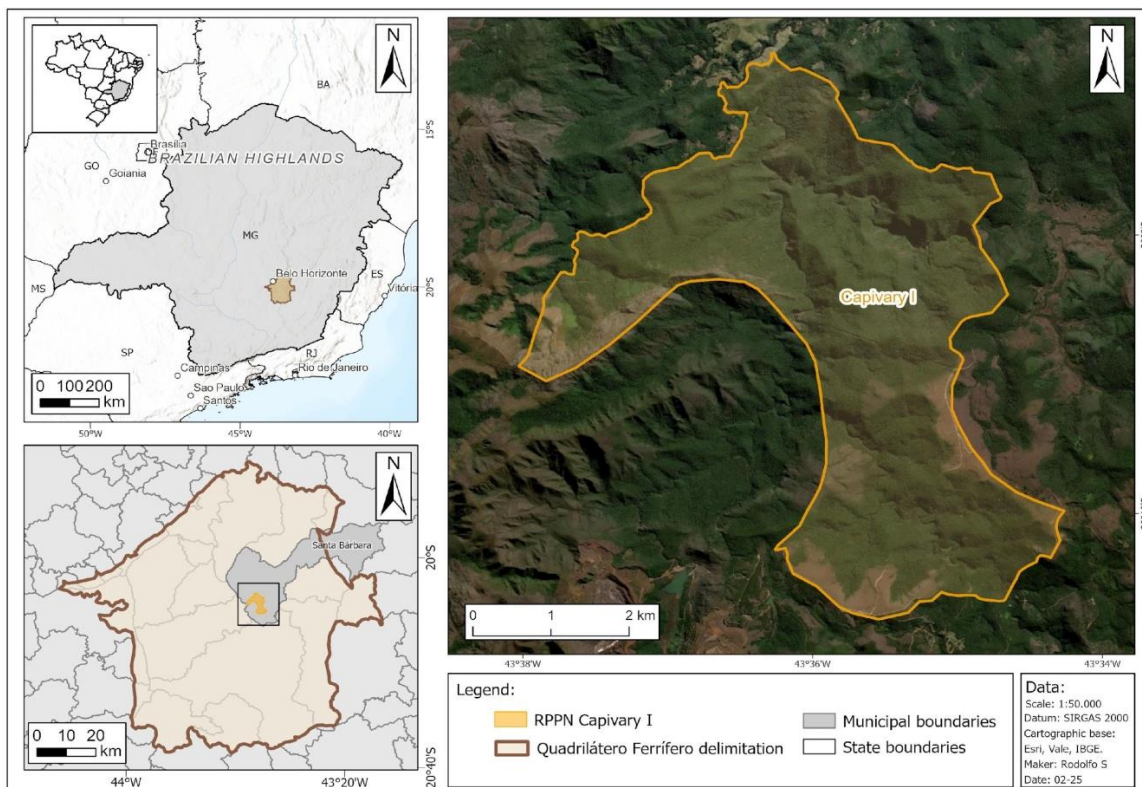 N
BA
15°S
Brasília
BRAZILIAN HIGHLANDS
GO
Goiania
MG
Belo Horizonte
ES
Vitória
MS
20°S
SP
RJ
Campinas
Rio de Janeiro
Sao Paulo
Santos
0 100 200
km
50°W 45°W 40°W
N
Santa Bárbara
20°S
0 10 20
km
20°40'S
44°W 43°20'W
N
Capivary I
0 1 2 km
43°38'W 43°36'W 43°34'W
Legend:
RPPN Capivary I
Quadrilátero Ferrífero delimitation
Municipal boundaries
State boundaries
Data:
Scale: 1:50.000
Datum: SIRGAS 2000
Cartographic base:
Esri, Vale, IBGE.
Maker: Rodolfo S
Date: 02-25